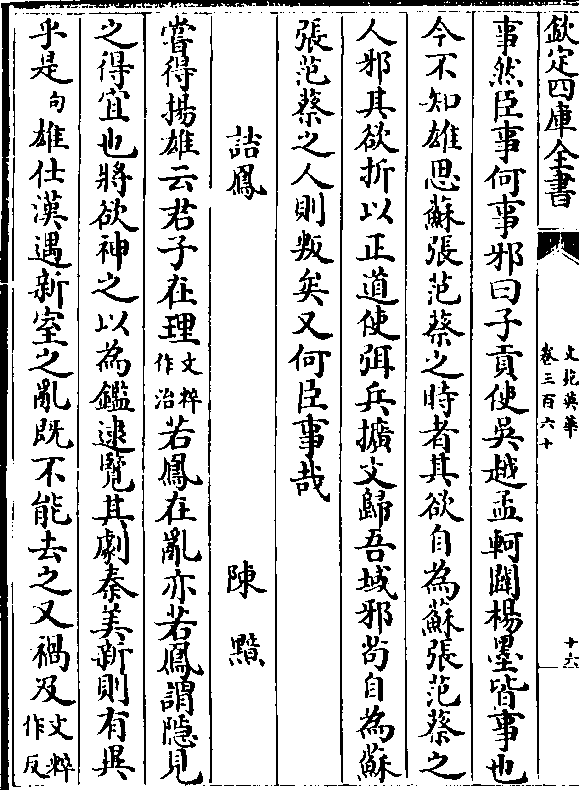 欽定四庫全書
文苑英華
卷三百六十
十六
事然臣事何事邪曰子貢使吳越孟軻闢楊墨皆事也
今不知雄思蘇張范蔡之時者其欲自為蘇張范蔡之
人邪其欲折以正道使弭兵擴文歸吾域邪尚自為蘇
張范蔡之人則叛矣又何臣事哉
詰鳳 陳黯
嘗得揚雄云君子在理文粹作治若鳳在亂亦若鳳謂隠見
之得宜也將欲神之以為鑑逮覽其劇秦美新則有異
乎是句雄仕漢遇新室之亂既不能去之又禍及文粹作反